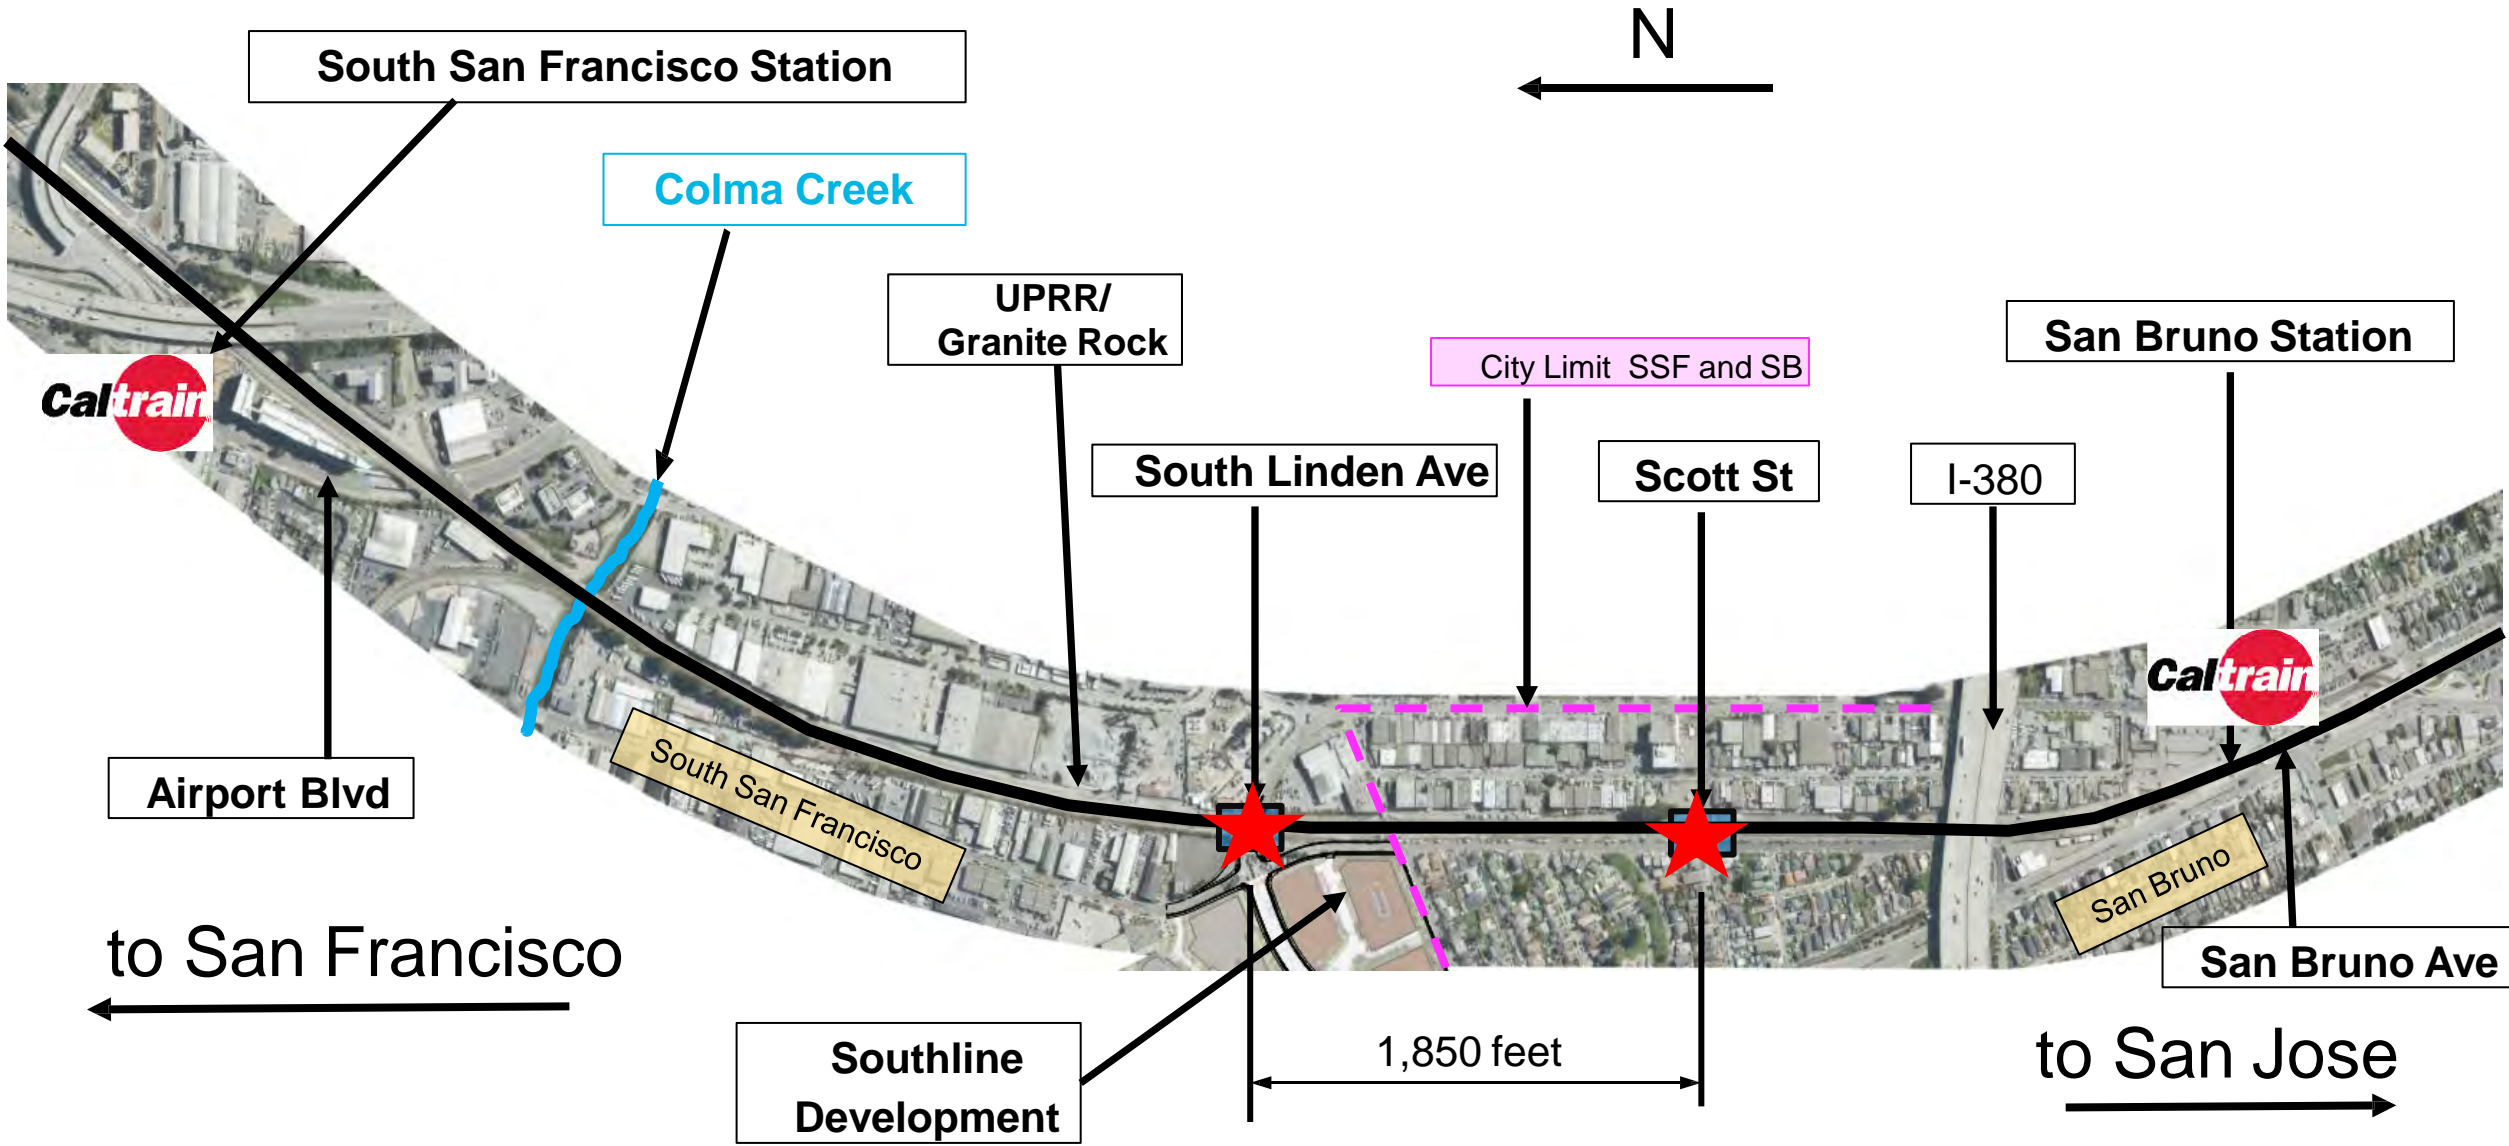 N
South San Francisco Station
Colma Creek
UPRR/
Granite Rock
City Limit SSF and SB
San Bruno Station
Caltrain
South Linden Ave
Scott St
I-380
Caltrain
Airport Blvd
South San Francisco
San Bruno
to San Francisco
San Bruno Ave
Southline
Development
1,850 feet
to San Jose